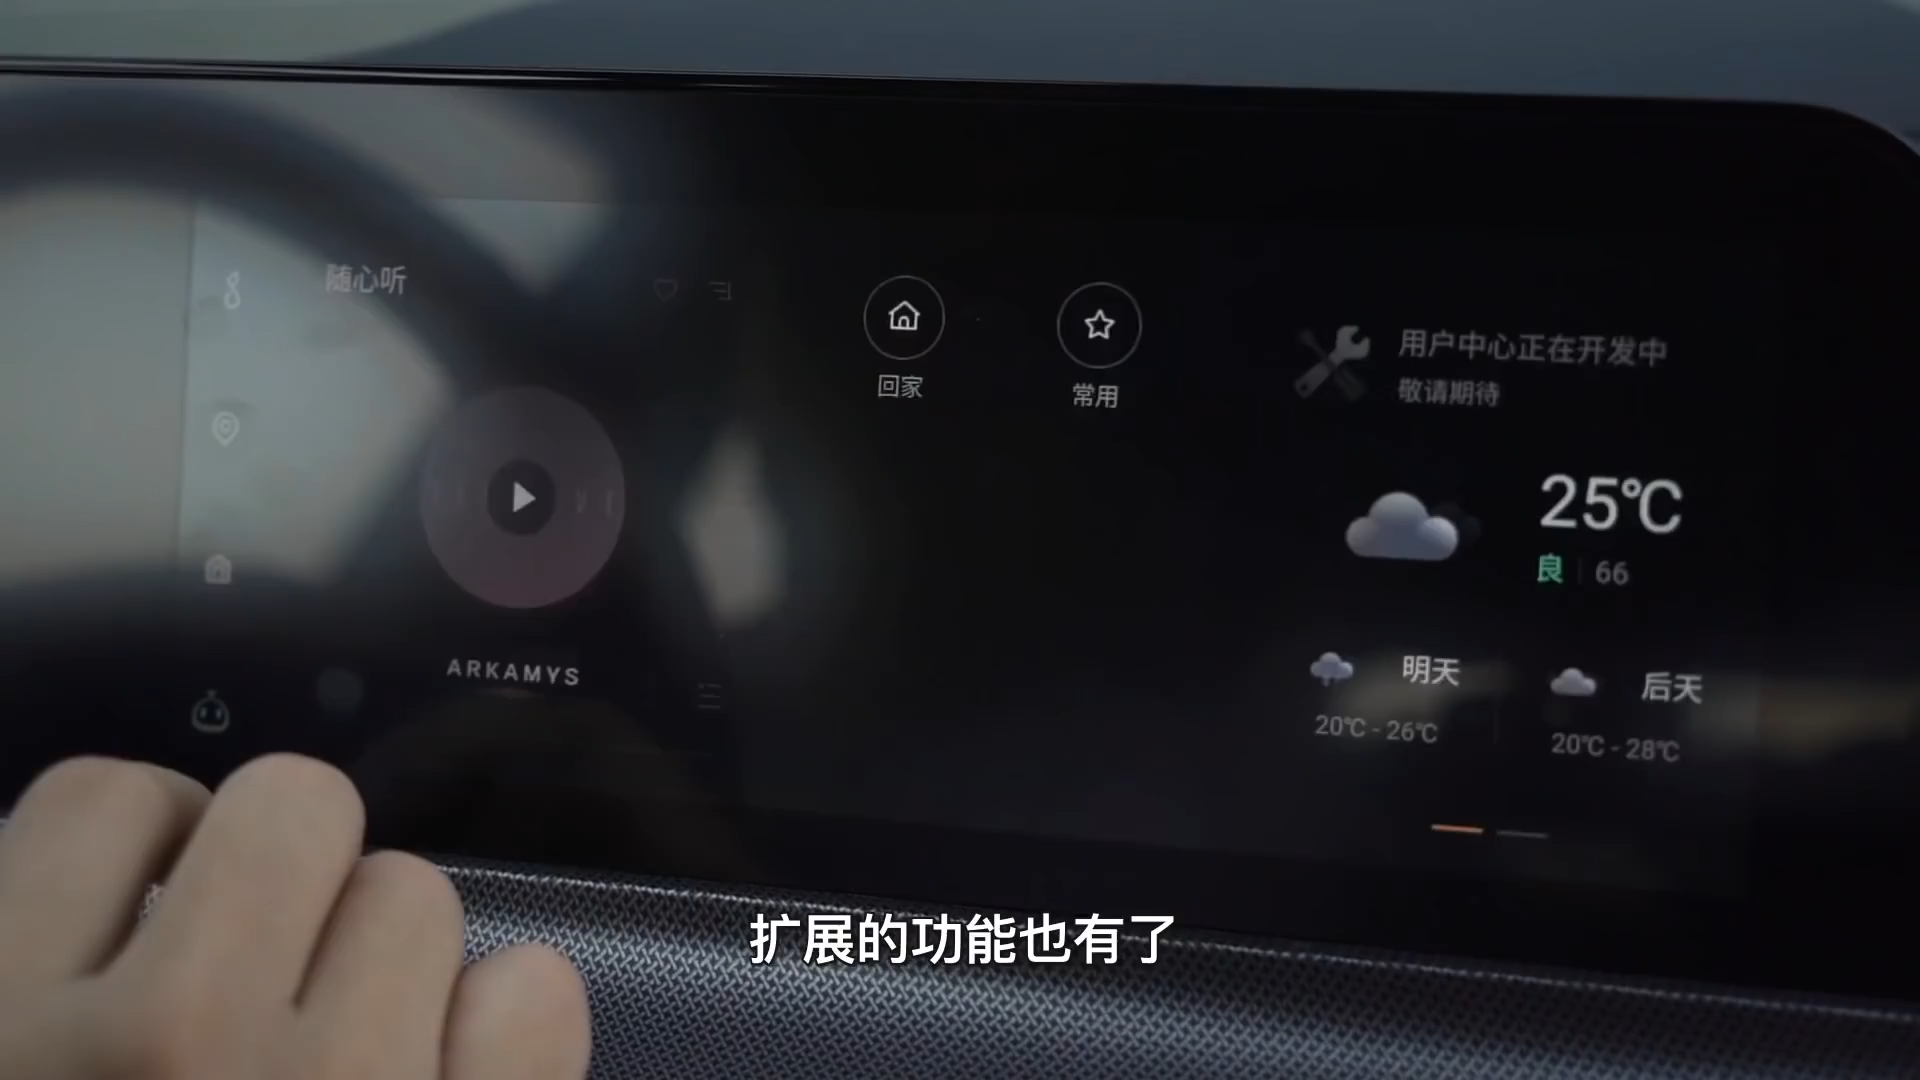 随心听
ARKAMYS
回家
常用
用户中心正在开发中
敬请期待
25℃
良 | 66
明天
20℃ - 26℃
后天
20℃ - 28℃
扩展的功能也有了